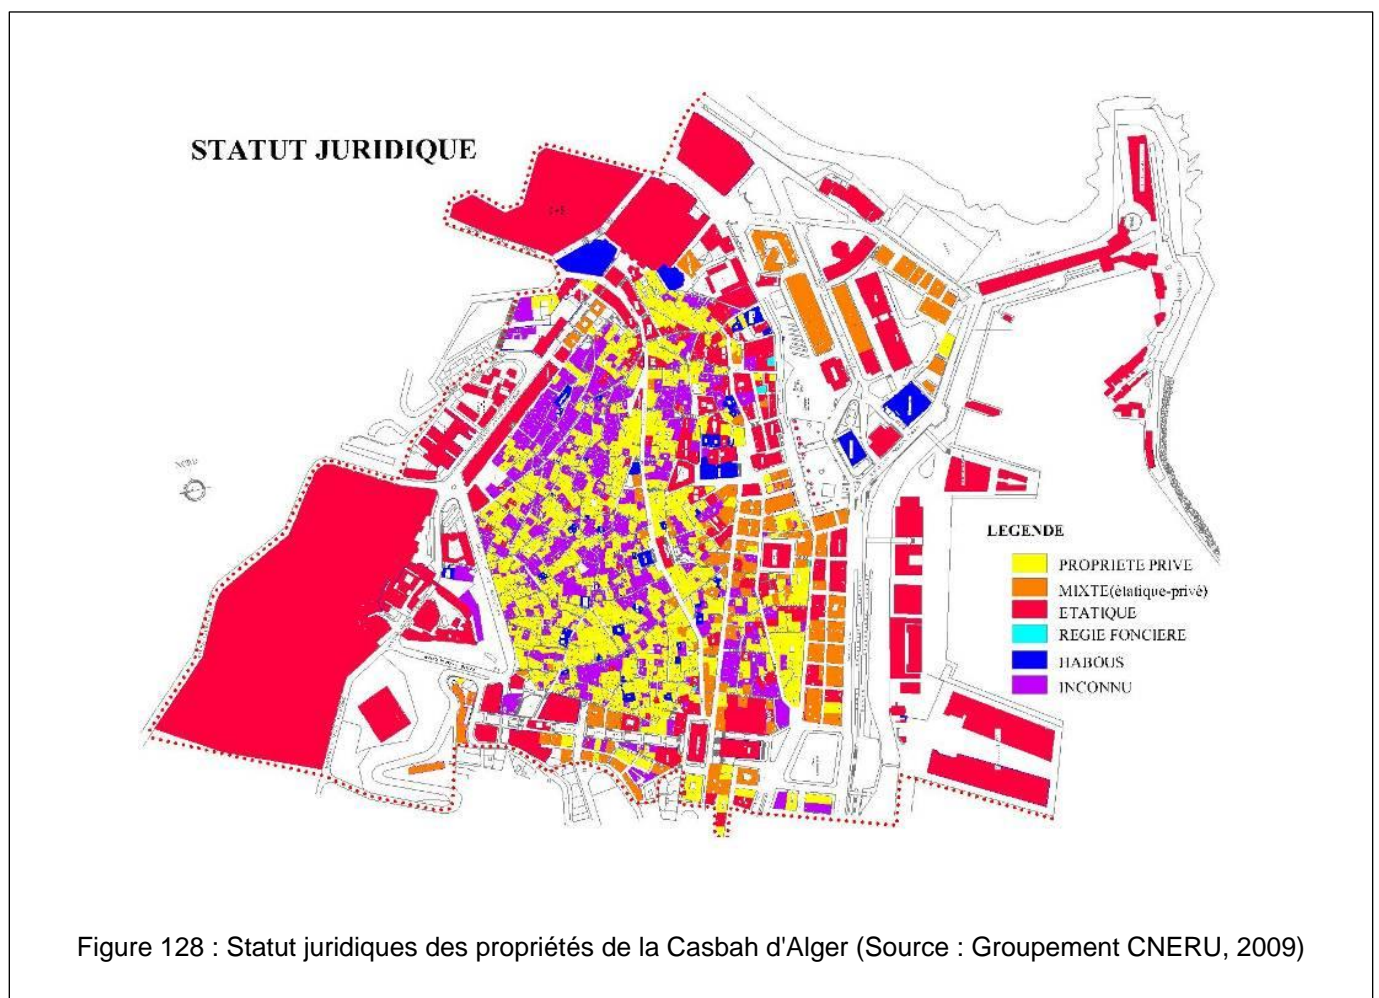 STATUT JURIDIQUE
NORD
LEGENDE
PROPRIETE PRIVE
MIXTE(étatique-privé)
ETATIQUE
REGIE FONCIERE
HABOUS
INCONNU
Figure 128 : Statut juridiques des propriétés de la Casbah d'Alger (Source : Groupement CNERU, 2009)